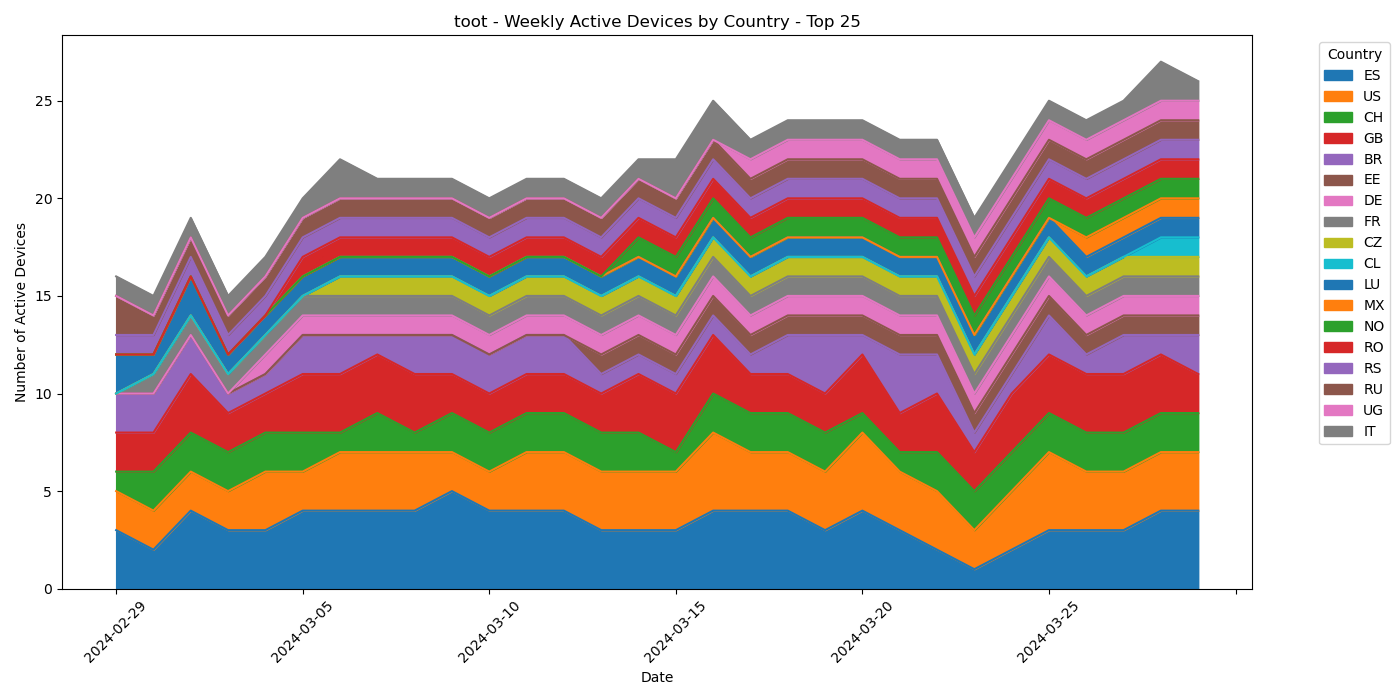 toot - Weekly Active Devices by Country - Top 25
Number of Active Devices
25
20
15
10
5
0
2024-02-29
2024-03-05
2024-03-10
2024-03-15
2024-03-20
2024-03-25
Date
Country
ES
US
CH
GB
BR
EE
DE
FR
CZ
CL
LU
MX
NO
RO
RS
RU
UG
IT